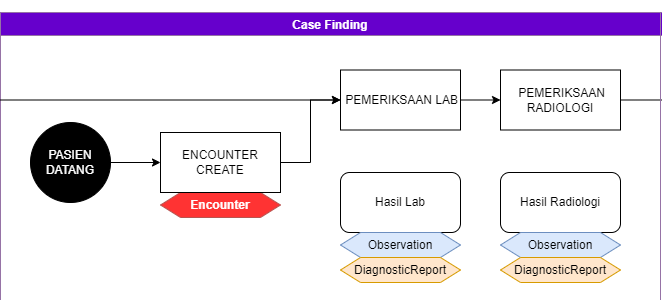 Case Finding
PASIEN
DATANG
ENCOUNTER
CREATE
Encounter
PEMERIKSAAN LAB
PEMERIKSAAN
RADIOLOGI
Hasil Lab
Observation
DiagnosticReport
Hasil Radiologi
Observation
DiagnosticReport